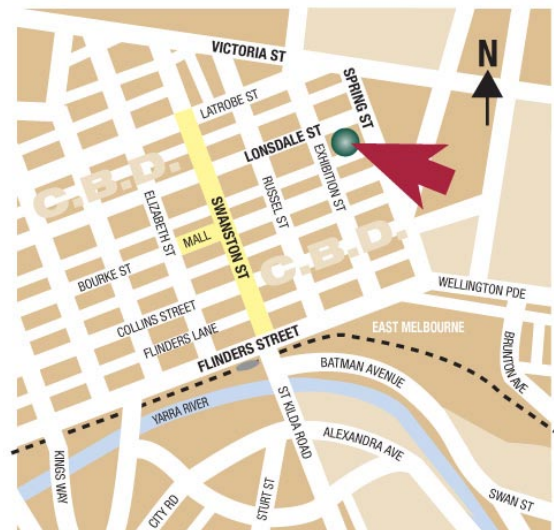 VICTORIA ST
N
LATROBE ST
SPRING ST
LONSDALE ST
C.B.D.
EXHIBITION ST
RUSSEL ST
ELIZABETH ST
SWANSTON ST
MALL
C.B.D.
BOURKE ST
WELLINGTON PDE
COLLINS STREET
FLINDERS LANE
FLINDERS STREET
EAST MELBOURNE
BRUNTON AVE
BATMAN AVENUE
YARRA RIVER
ST KILDA ROAD
ALEXANDRA AVE
KINGS WAY
CITY RD
STURT ST
SWAN ST